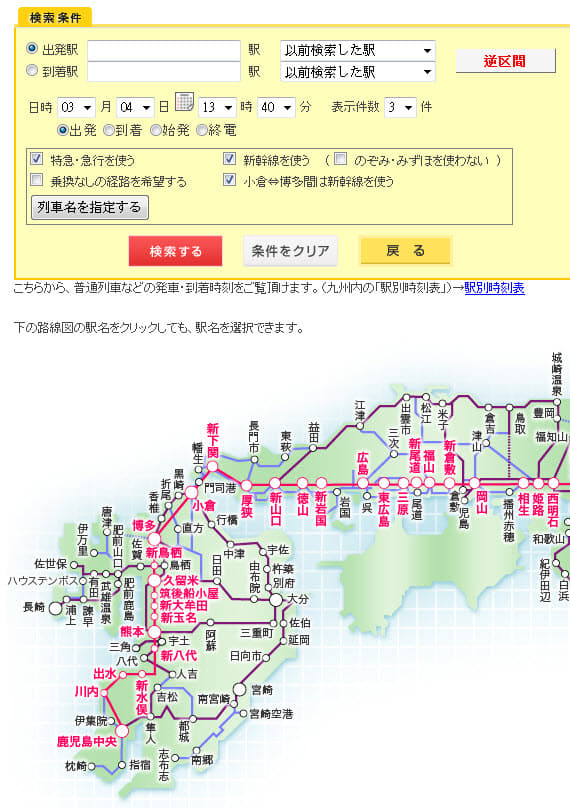 検索条件
出発駅 駅 以前検索した駅
逆区間
到着駅 駅 以前検索した駅
日時 03 月 04 日 13 時 40 分 表示件数 3 件
出発 到着 始発 終電
特急・急行を使う 新幹線を使う （ のぞみ・みずほを使わない ）
乗換なしの経路を希望する 小倉⇔博多間は新幹線を使う
列車名を指定する
検索する 条件をクリア 戻 る
こちらから、普通列車などの発車・到着時刻をご覧頂けます。（九州内の「駅別時刻表」）→駅別時刻表
下の路線図の駅名をクリックしても、駅名を選択できます。
城崎温泉
豊岡
福知山
鳥取
倉吉
米子
松江
出雲市
江津
益田
東萩
長門市
新下関
幡生
門司港
小倉
黒崎
折尾
香椎
博多
厚狭
新山口
徳山
新岩国
岩国
広島
呉
東広島
三次
三原
新尾道
尾道
福山
新倉敷
倉敷
児島
津山
岡山
播州赤穂
相生
姫路
西明石
和歌山
紀伊田辺
白浜
直方
行橋
中津
宇佐
杵築
別府
由布院
大分
日田
唐津
伊万里
佐賀
新鳥栖
鳥栖
肥前山口
佐世保
ハウステンボス
有田
武雄温泉
肥前鹿島
長崎
浦上
諫早
久留米
筑後船小屋
新大牟田
新玉名
熊本
宇土
三角
八代
新八代
阿蘇
三重町
佐伯
延岡
日向市
人吉
出水
川内
新水俣
吉松
南宮崎
宮崎
宮崎空港
伊集院
隼人
都城
鹿児島中央
枕崎
指宿
志布志
南郷